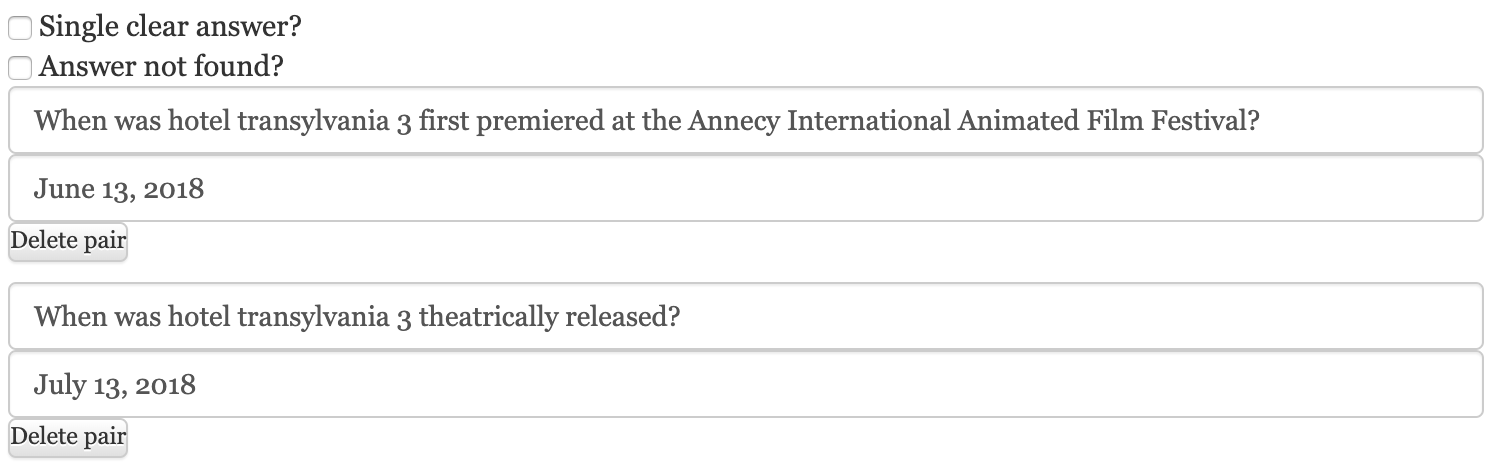 Single clear answer?
Answer not found?
When was hotel transylvania 3 first premiered at the Annecy International Animated Film Festival?
June 13, 2018
Delete pair
When was hotel transylvania 3 theatrically released?
July 13, 2018
Delete pair